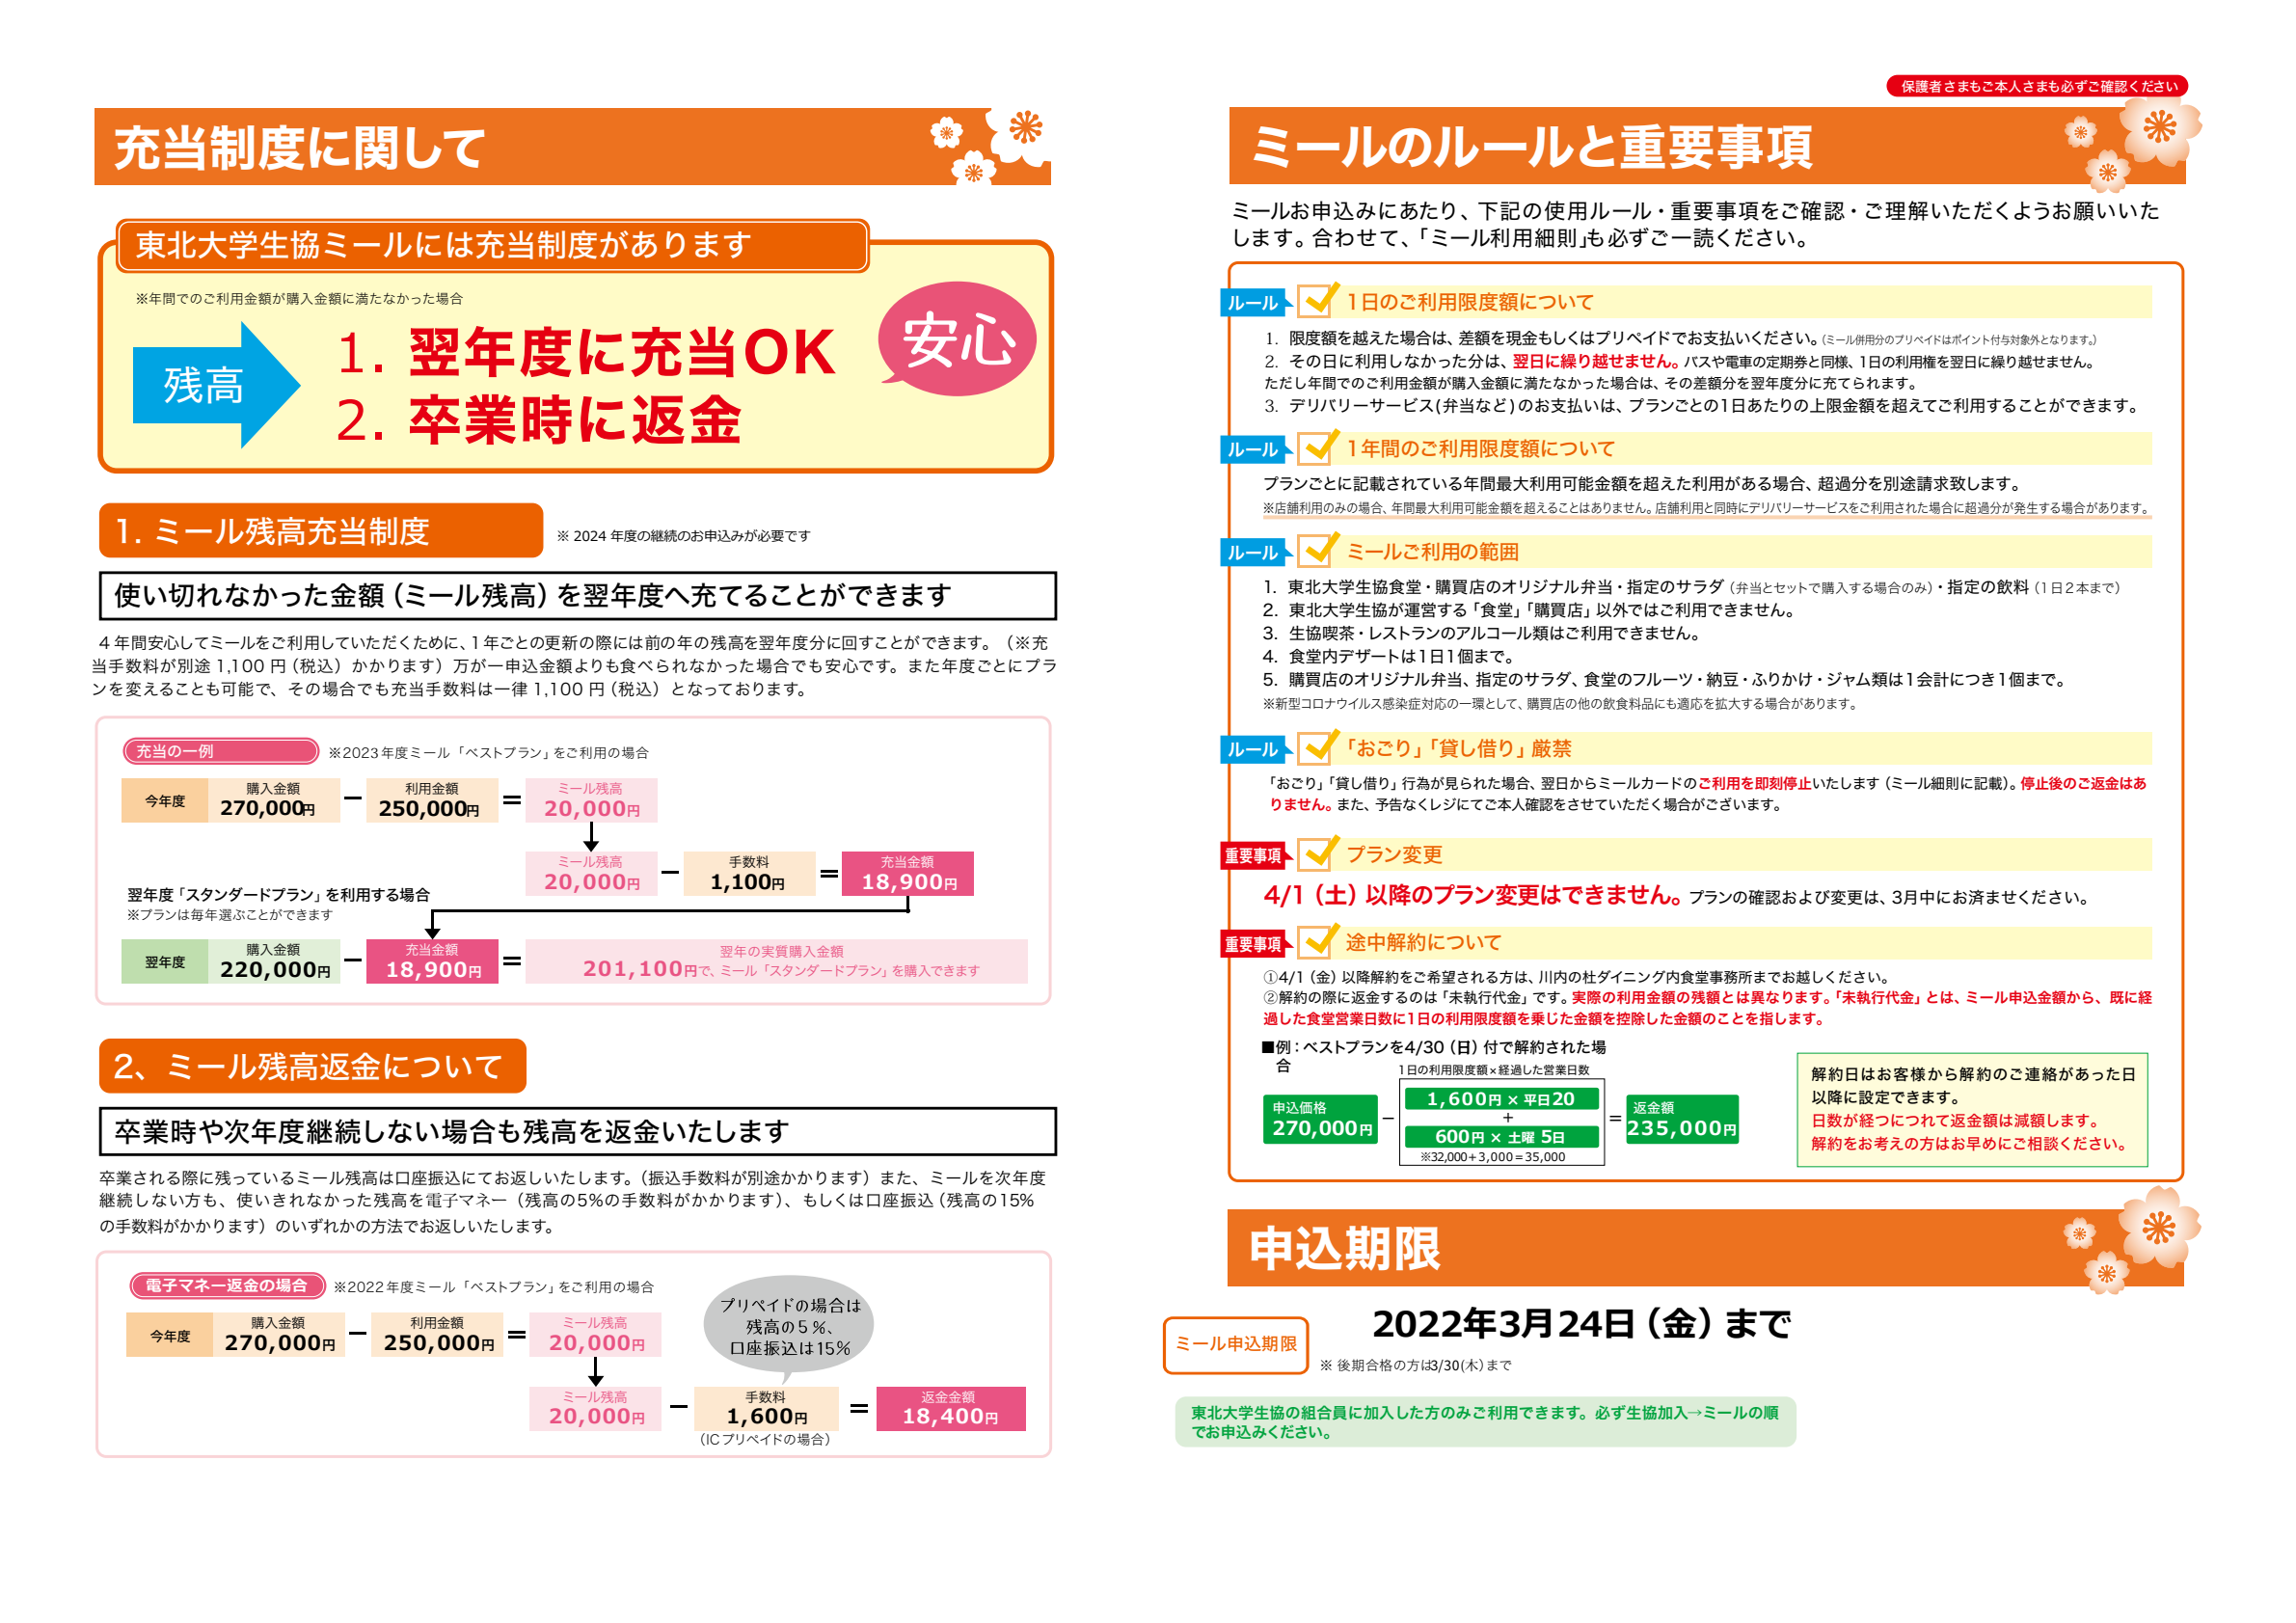 充当制度に関して
東北大学生協ミールには充当制度があります
※年間でのご利用金額が購入金額に満たなかった場合
残高
1. 翌年度に充当OK
2. 卒業時に返金
安心
1. ミール残高充当制度
※ 2024 年度の継続のお申込みが必要です
使い切れなかった金額（ミール残高）を翌年度へ充てることができます
4 年間安心してミールをご利用していただくために、1 年ごとの更新の際には前の年の残高を翌年度分に回すことができます。（※充
当手数料が別途 1,100 円（税込）かかります）万が一申込金額よりも食べられなかった場合でも安心です。また年度ごとにプラ
ンを変えることも可能で、その場合でも充当手数料は一律 1,100 円（税込）となっております。
充当の一例
※2023年度ミール「ベストプラン」をご利用の場合
今年度
購入金額
270,000円
－
利用金額
250,000円
＝
ミール残高
20,000円
ミール残高
20,000円
－
手数料
1,100円
＝
充当金額
18,900円
翌年度「スタンダードプラン」を利用する場合
※プランは毎年選ぶことができます
翌年度
購入金額
220,000円
－
充当金額
18,900円
＝
翌年の実質購入金額
201,100円で、ミール「スタンダードプラン」を購入できます
2、ミール残高返金について
卒業時や次年度継続しない場合も残高を返金いたします
卒業される際に残っているミール残高は口座振込にてお返しいたします。（振込手数料が別途かかります）また、ミールを次年度
継続しない方も、使いきれなかった残高を電子マネー（残高の5%の手数料がかかります）、もしくは口座振込（残高の15%
の手数料がかかります）のいずれかの方法でお返しいたします。
電子マネー返金の場合
※2022年度ミール「ベストプラン」をご利用の場合
プリペイドの場合は
残高の5％、
口座振込は15％
今年度
購入金額
270,000円
－
利用金額
250,000円
＝
ミール残高
20,000円
ミール残高
20,000円
－
手数料
1,600円
＝
返金金額
18,400円
（ICプリペイドの場合）
保護者さまもご本人さまも必ずご確認ください
ミールのルールと重要事項
ミールお申込みにあたり、下記の使用ルール・重要事項をご確認・ご理解いただくようお願いいた
します。合わせて、「ミール利用細則」も必ずご一読ください。
ルール
1日のご利用限度額について
1. 限度額を越えた場合は、差額を現金もしくはプリペイドでお支払いください。（ミール併用分のプリペイドはポイント付与対象外となります。）
2. その日に利用しなかった分は、翌日に繰り越せません。バスや電車の定期券と同様、1日の利用権を翌日に繰り越せません。
ただし年間でのご利用金額が購入金額に満たなかった場合は、その差額分を翌年度分に充てられます。
3. デリバリーサービス(弁当など)のお支払いは、プランごとの1日あたりの上限金額を超えてご利用することができます。
ルール
1年間のご利用限度額について
プランごとに記載されている年間最大利用可能金額を超えた利用がある場合、超過分を別途請求致します。
※店舗利用のみの場合、年間最大利用可能金額を超えることはありません。店舗利用と同時にデリバリーサービスをご利用された場合に超過分が発生する場合があります。
ルール
ミールご利用の範囲
1. 東北大学生協食堂・購買店のオリジナル弁当・指定のサラダ（弁当とセットで購入する場合のみ）・指定の飲料（1日2本まで）
2. 東北大学生協が運営する「食堂」「購買店」以外ではご利用できません。
3. 生協喫茶・レストランのアルコール類はご利用できません。
4. 食堂内デザートは1日1個まで。
5. 購買店のオリジナル弁当、指定のサラダ、食堂のフルーツ・納豆・ふりかけ・ジャム類は1会計につき1個まで。
※新型コロナウイルス感染症対応の一環として、購買店の他の飲食料品にも適応を拡大する場合があります。
ルール
「おごり」「貸し借り」厳禁
「おごり」「貸し借り」行為が見られた場合、翌日からミールカードのご利用を即刻停止いたします（ミール細則に記載）。停止後のご返金はあ
りません。また、予告なくレジにてご本人確認をさせていただく場合がございます。
重要事項
プラン変更
4/1（土）以降のプラン変更はできません。プランの確認および変更は、3月中にお済ませください。
重要事項
途中解約について
①4/1（金）以降解約をご希望される方は、川内の杜ダイニング内食堂事務所までお越しください。
②解約の際に返金するのは「未執行代金」です。実際の利用金額の残額とは異なります。「未執行代金」とは、ミール申込金額から、既に経
過した食堂営業日数に1日の利用限度額を乗じた金額を控除した金額のことを指します。
■例：ベストプランを4/30（日）付で解約された場
合
1日の利用限度額×経過した営業日数
申込価格
270,000円
－
1,600円 × 平日20
＋
600円 × 土曜 5日
※32,000+3,000=35,000
＝
返金額
235,000円
解約日はお客様から解約のご連絡があった日
以降に設定できます。
日数が経つにつれて返金額は減額します。
解約をお考えの方はお早めにご相談ください。
申込期限
ミール申込期限
2022年3月24日（金）まで
※ 後期合格の方は3/30(木)まで
東北大学生協の組合員に加入した方のみご利用できます。必ず生協加入→ミールの順
でお申込みください。